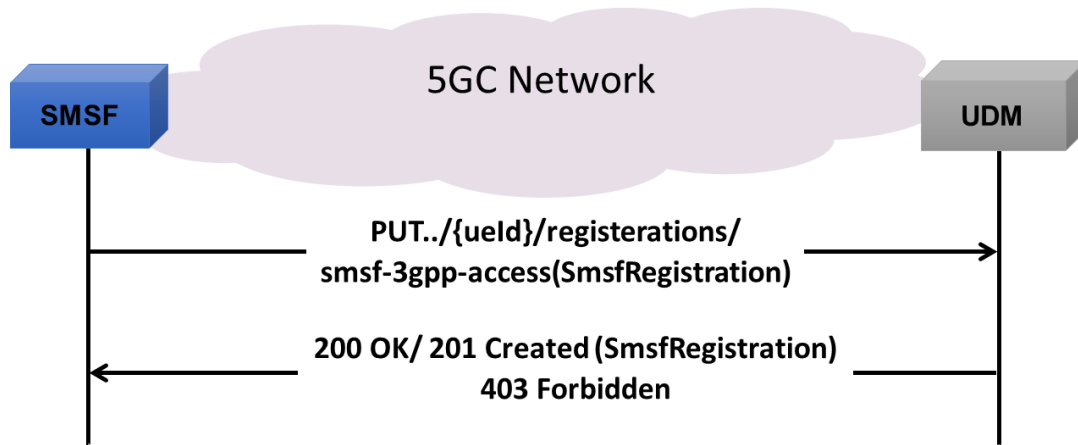 5GC Network
SMSF
UDM
PUT../{ueId}/registerations/
smsf-3gpp-access(SmsfRegistration)
200 OK/ 201 Created (SmsfRegistration)
403 Forbidden